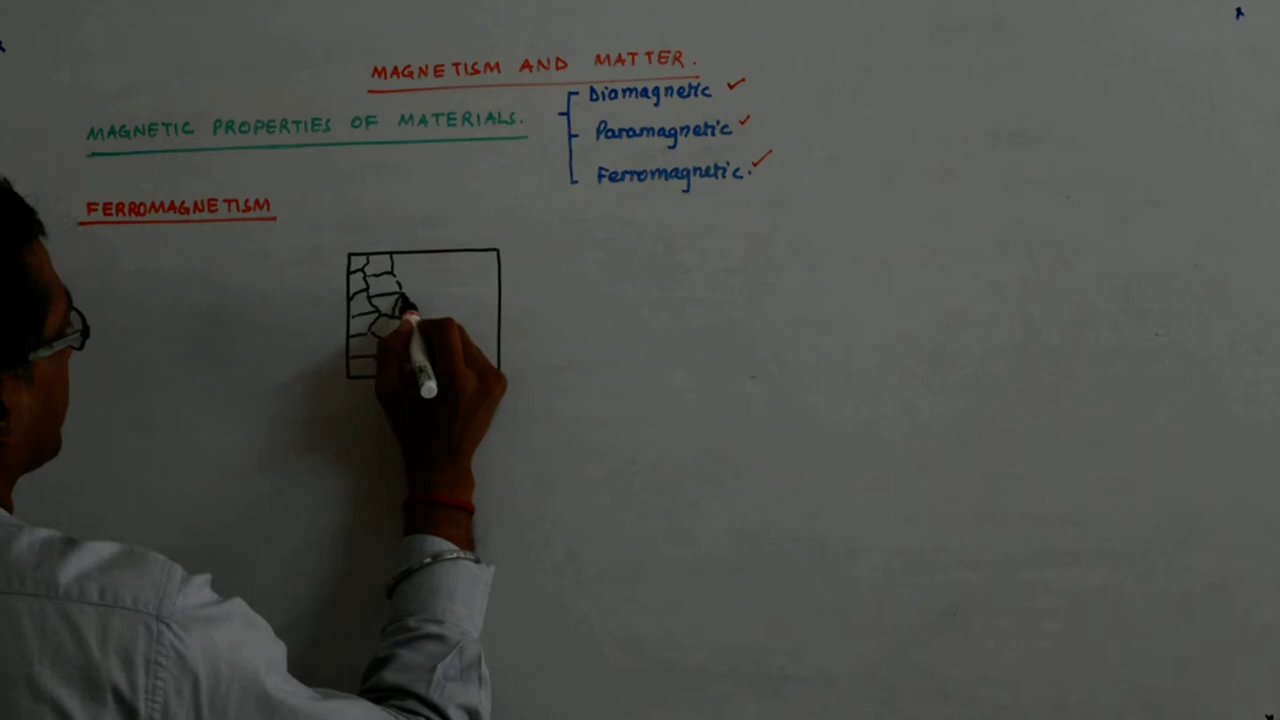 MAGNETISM AND MATTER.
MAGNETIC PROPERTIES OF MATERIALS.
Diamagnetic
Paramagnetic
Ferromagnetic.
FERROMAGNETISM